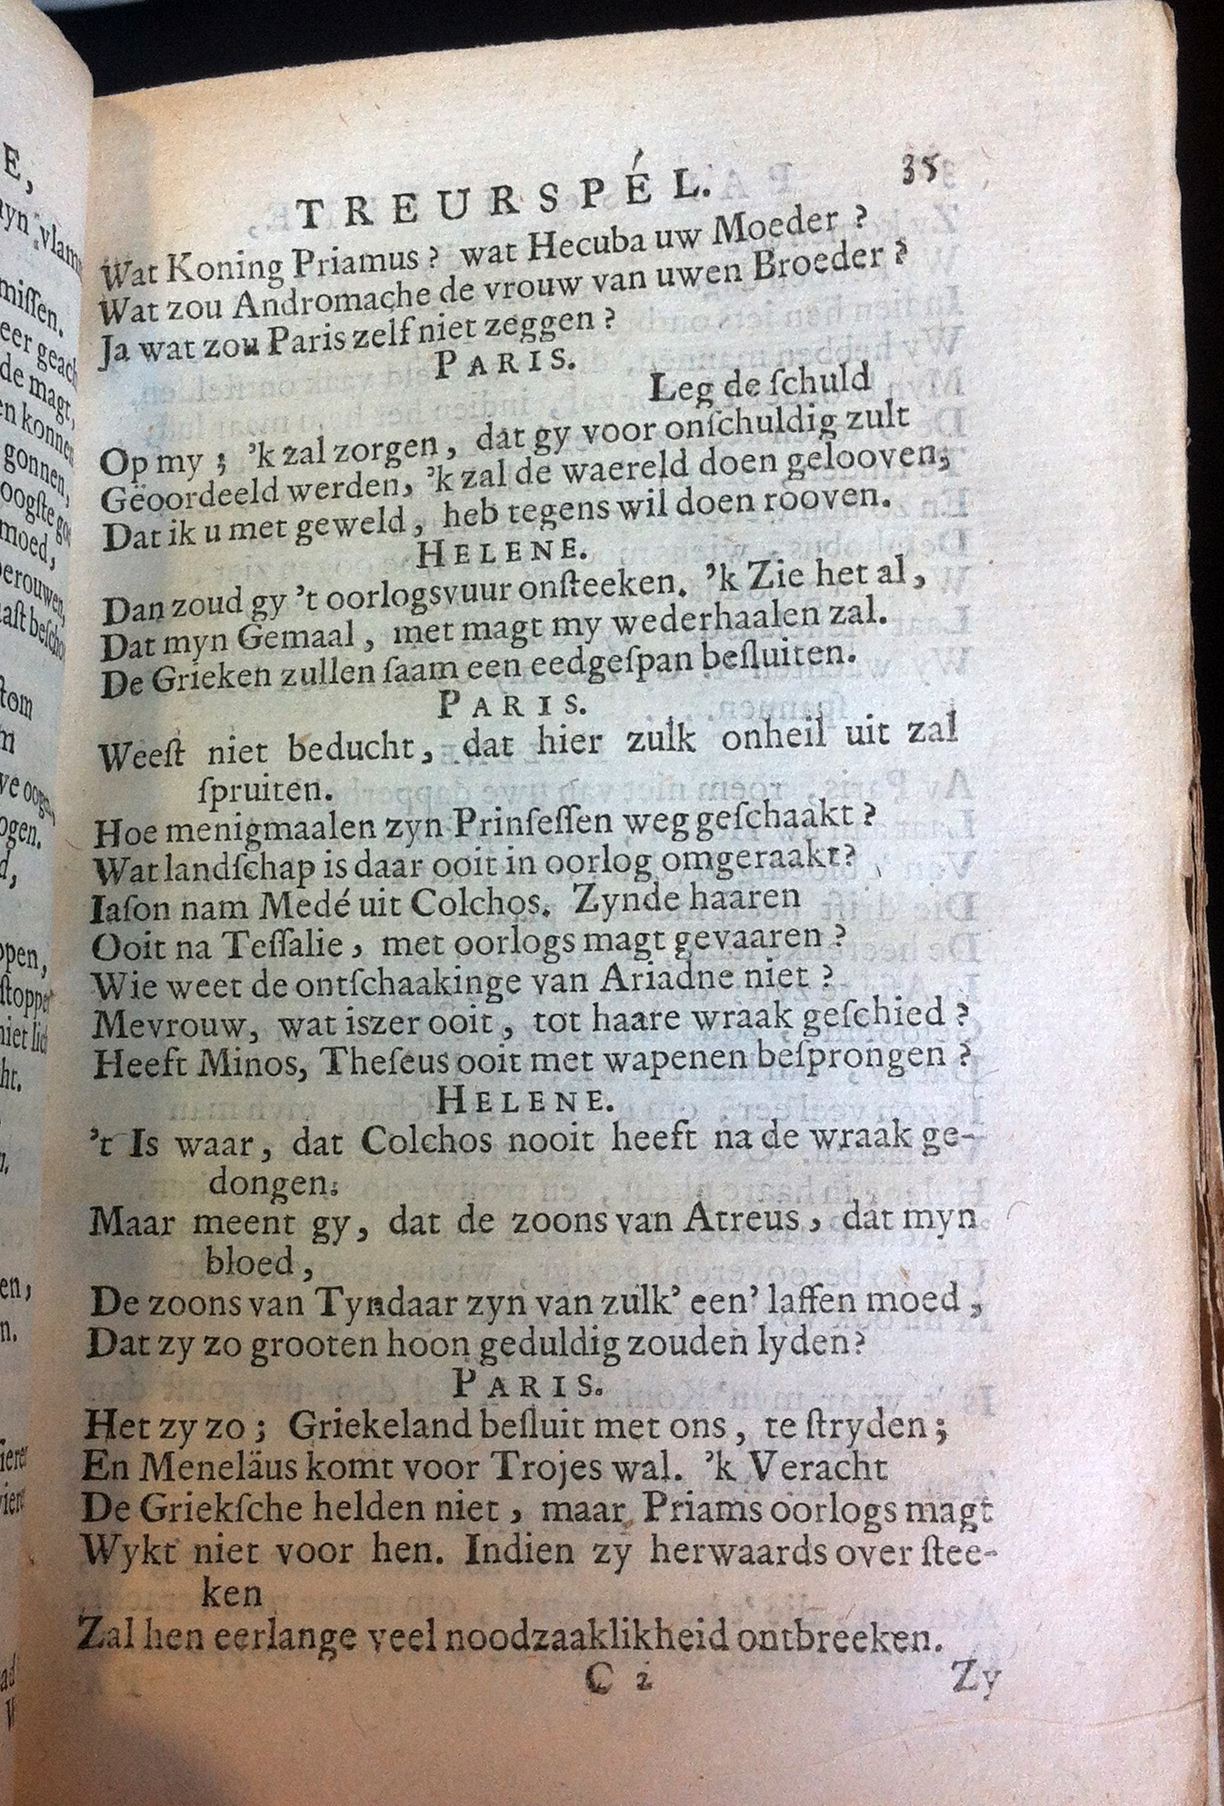 TREURSPÉL. 35
Wat Koning Priamus? wat Hecuba uw Moeder?
Wat zou Andromache de vrouw van uwen Broeder?
Ja wat zou Paris zelf niet zeggen?
PARIS.
Leg de ſchuld
Op my; 'k zal zorgen, dat gy voor onſchuldig zult
Geoordeeld werden, 'k zal de waereld doen gelooven,
Dat ik u met geweld, heb tegens wil doen rooven.
HELENE.
Dan zoud gy 't oorlogsvuur onſteeken. 'k Zie het al,
Dat myn Gemaal, met magt my wederhaalen zal.
De Grieken zullen ſaam een eedgeſpan beſluiten.
PARIS.
Weeſt niet beducht, dat hier zulk onheil uit zal
ſpruiten.
Hoe menigmaalen zyn Prinſeſſen weg geſchaakt?
Wat landſchap is daar ooit in oorlog omgeraakt?
Iaſon nam Medé uit Colchos. Zynde haaren
Ooit na Teſſalie, met oorlogs magt gevaaren?
Wie weet de ontſchaakinge van Ariadne niet?
Mevrouw, wat iszer ooit, tot haare wraak geſchied?
Heeft Minos, Theſeus ooit met wapenen beſprongen?
HELENE.
't Is waar, dat Colchos nooit heeft na de wraak ge-
dongen.
Maar meent gy, dat de zoons van Atreus, dat myn
bloed,
De zoons van Tyndaar zyn van zulk' een' laffen moed,
Dat zy zo grooten hoon geduldig zouden lyden?
PARIS.
Het zy zo; Griekeland beſluit met ons, te ſtryden;
En Meneläus komt voor Trojes wal. 'k Veracht
De Griekſche helden niet, maar Priams oorlogs magt
Wykt niet voor hen. Indien zy herwaards over ſtee-
ken
Zal hen eerlange veel noodzaaklikheid ontbreeken.
C 2 Zy